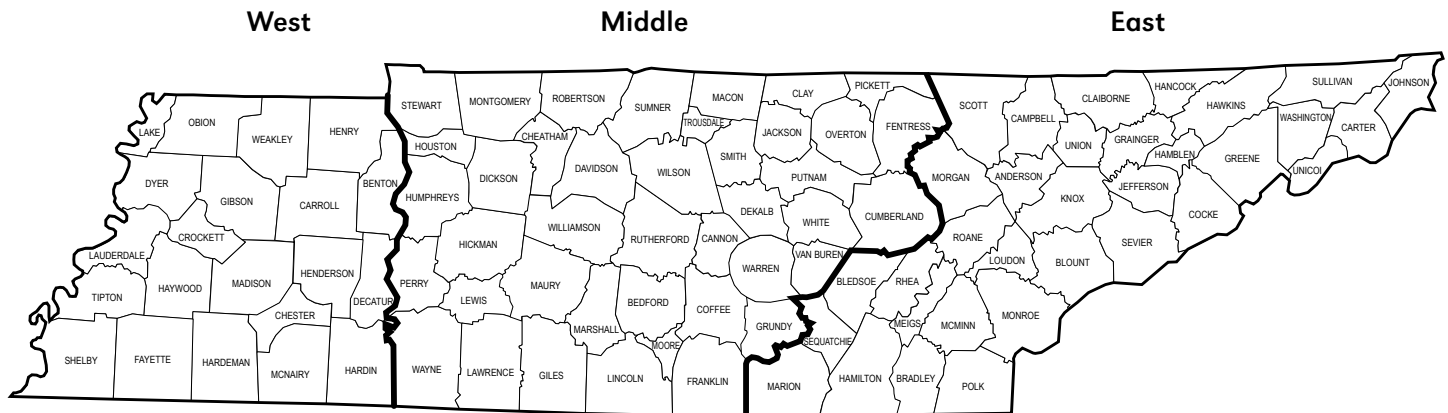 West Middle East
STEWART MONTGOMERY ROBERTSON SUMNER MACON CLAY PICKETT SCOTT CLAIBORNE HANCOCK SULLIVAN JOHNSON
LAKE OBION WEAKLEY HENRY HOUSTON CHEATHAM TROUSDALE JACKSON OVERTON FENTRESS CAMPBELL UNION GRAINGER HAWKINS WASHINGTON CARTER
DYER GIBSON CARROLL BENTON HUMPHREYS DICKSON DAVIDSON WILSON SMITH PUTNAM MORGAN ANDERSON KNOX HAMBLEN JEFFERSON GREENE UNICOI
LAUDERDALE CROCKETT HICKMAN WILLIAMSON RUTHERFORD CANNON DEKALB WHITE CUMBERLAND ROANE LOUDON BLOUNT SEVIER COCKE
TIPTON HAYWOOD MADISON HENDERSON DECATUR PERRY LEWIS MAURY BEDFORD COFFEE WARREN VAN BUREN BLEDSOE RHEA
CHESTER MARSHALL MOORE GRUNDY SEQUATCHIE MEIGS MCMINN MONROE
SHELBY FAYETTE HARDEMAN MCNAIRY HARDIN WAYNE LAWRENCE GILES LINCOLN FRANKLIN MARION HAMILTON BRADLEY POLK